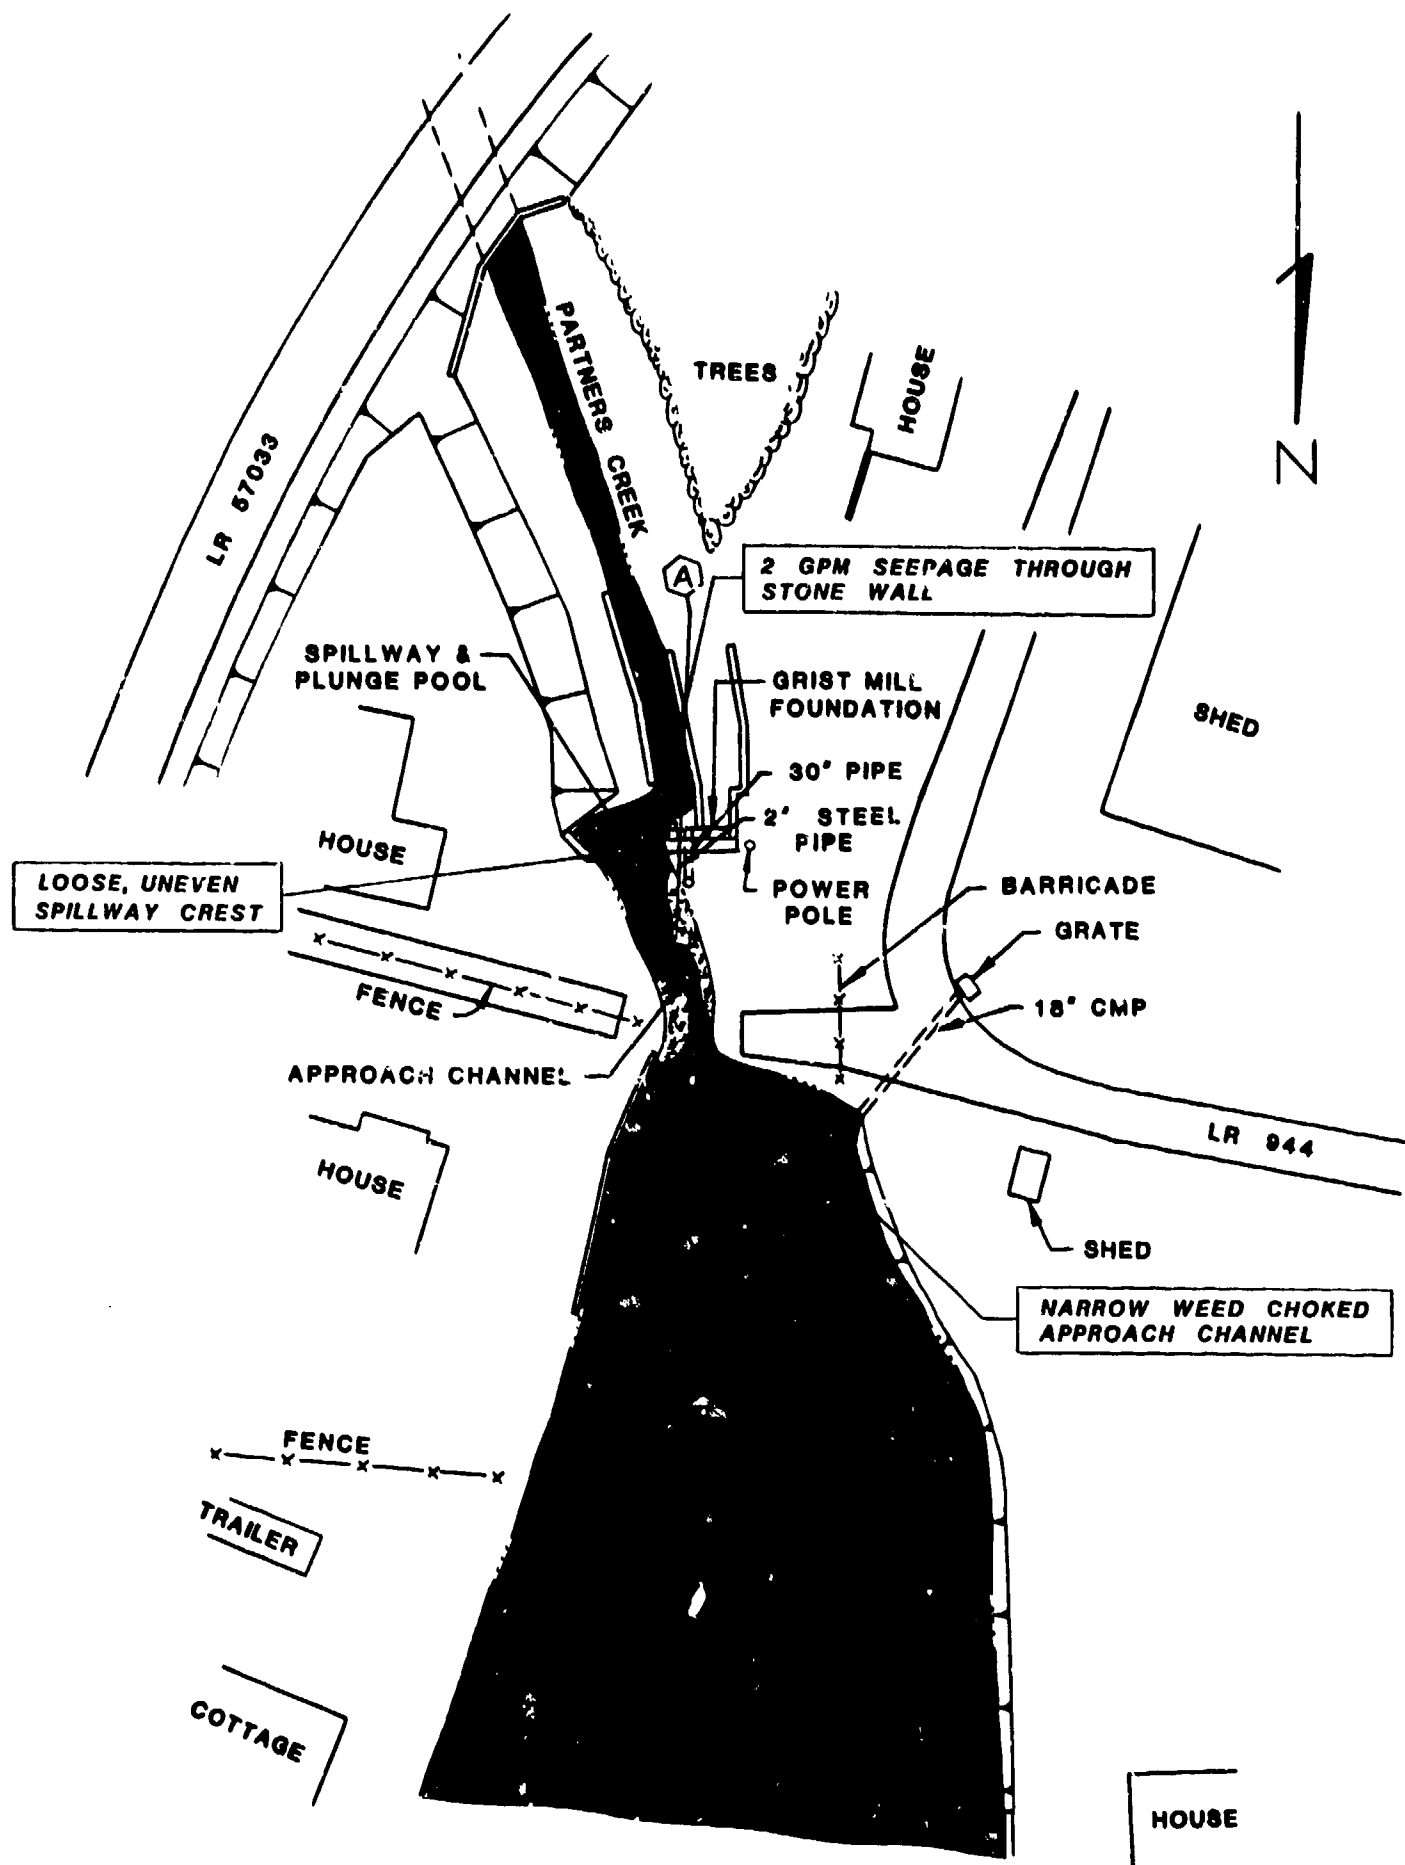 PARTNERS CREEK
TREES
HOUSE
N
LR 57033
A
2 GPM SEEPAGE THROUGH
STONE WALL
SPILLWAY &
PLUNGE POOL
GRIST MILL
FOUNDATION
SHED
30" PIPE
2" STEEL
PIPE
HOUSE
LOOSE, UNEVEN
SPILLWAY CREST
POWER
POLE
BARRICADE
GRATE
FENCE
18" CMP
APPROACH CHANNEL
LR 944
HOUSE
SHED
NARROW WEED CHOKED
APPROACH CHANNEL
FENCE
TRAILER
COTTAGE
HOUSE